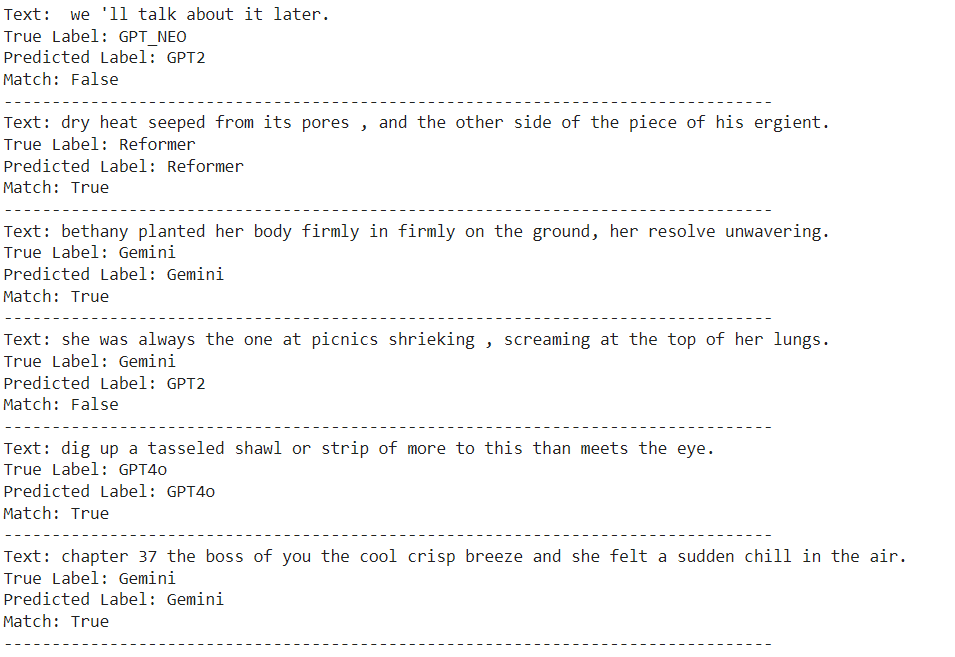 Text:  we 'll talk about it later.
True Label: GPT_NEO
Predicted Label: GPT2
Match: False
--------------------------------------------------------------------------------
Text: dry heat seeped from its pores , and the other side of the piece of his ergient.
True Label: Reformer
Predicted Label: Reformer
Match: True
--------------------------------------------------------------------------------
Text: bethany planted her body firmly in firmly on the ground, her resolve unwavering.
True Label: Gemini
Predicted Label: Gemini
Match: True
--------------------------------------------------------------------------------
Text: she was always the one at picnics shrieking , screaming at the top of her lungs.
True Label: Gemini
Predicted Label: GPT2
Match: False
--------------------------------------------------------------------------------
Text: dig up a tasseled shawl or strip of more to this than meets the eye.
True Label: GPT4o
Predicted Label: GPT4o
Match: True
--------------------------------------------------------------------------------
Text: chapter 37 the boss of you the cool crisp breeze and she felt a sudden chill in the air.
True Label: Gemini
Predicted Label: Gemini
Match: True
--------------------------------------------------------------------------------